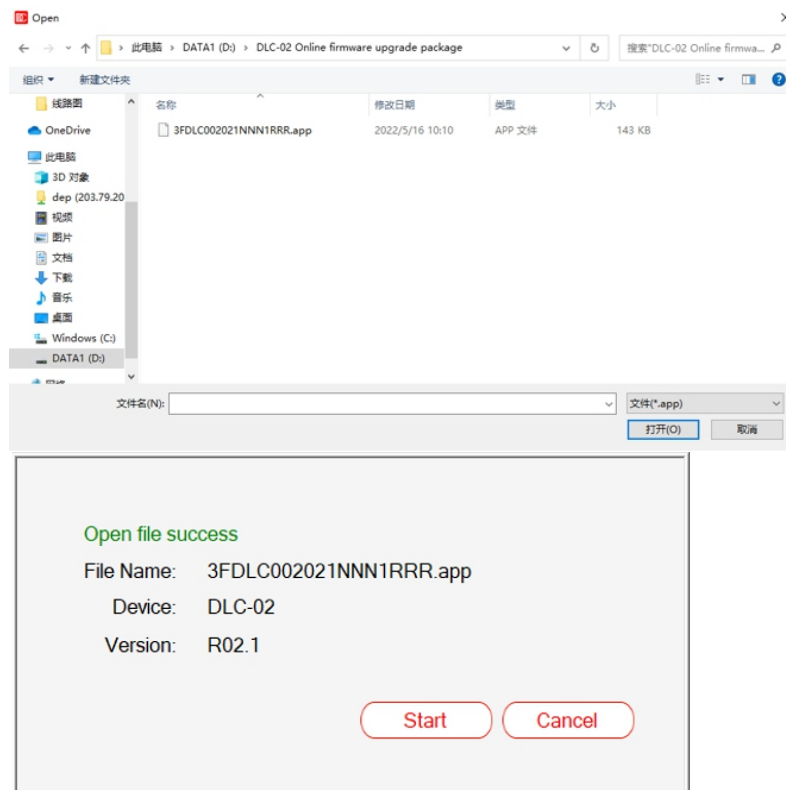 Open
此电脑 › DATA1 (D:) › DLC-02 Online firmware upgrade package
搜索"DLC-02 Online firmwa...
组织 新建文件夹
线路图
OneDrive
此电脑
3D 对象
dep (203.79.20
视频
图片
文档
下载
音乐
桌面
Windows (C:)
DATA1 (D:)
名称 修改日期 类型 大小
3FDLC002021NNN1RRR.app 2022/5/16 10:10 APP 文件 143 KB
文件名(N): 文件(*.app)
打开(O) 取消
Open file success
File Name: 3FDLC002021NNN1RRR.app
Device: DLC-02
Version: R02.1
Start Cancel